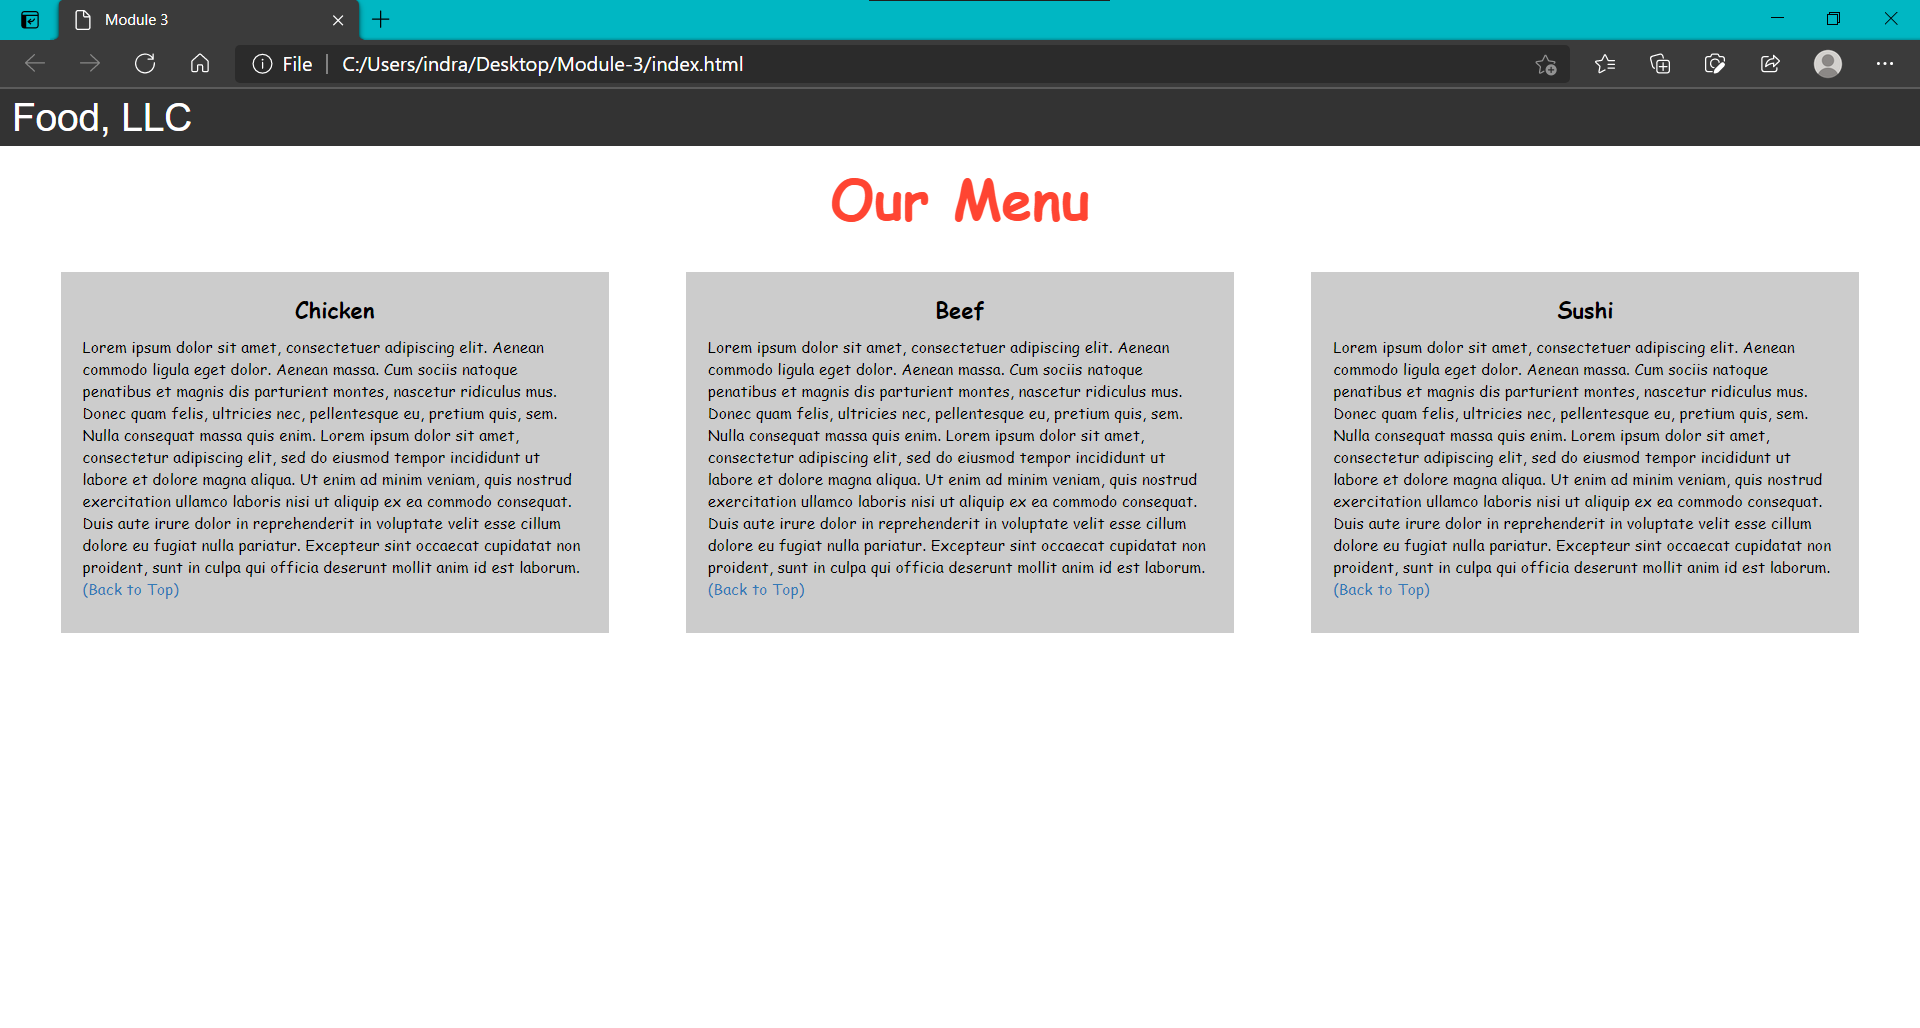 Module 3
File
C:/Users/indra/Desktop/Module-3/index.html
Food, LLC
Our Menu
Chicken
Lorem ipsum dolor sit amet, consectetuer adipiscing elit. Aenean
commodo ligula eget dolor. Aenean massa. Cum sociis natoque
penatibus et magnis dis parturient montes, nascetur ridiculus mus.
Donec quam felis, ultricies nec, pellentesque eu, pretium quis, sem.
Nulla consequat massa quis enim. Lorem ipsum dolor sit amet,
consectetur adipiscing elit, sed do eiusmod tempor incididunt ut
labore et dolore magna aliqua. Ut enim ad minim veniam, quis nostrud
exercitation ullamco laboris nisi ut aliquip ex ea commodo consequat.
Duis aute irure dolor in reprehenderit in voluptate velit esse cillum
dolore eu fugiat nulla pariatur. Excepteur sint occaecat cupidatat non
proident, sunt in culpa qui officia deserunt mollit anim id est laborum.
(Back to Top)
Beef
Lorem ipsum dolor sit amet, consectetuer adipiscing elit. Aenean
commodo ligula eget dolor. Aenean massa. Cum sociis natoque
penatibus et magnis dis parturient montes, nascetur ridiculus mus.
Donec quam felis, ultricies nec, pellentesque eu, pretium quis, sem.
Nulla consequat massa quis enim. Lorem ipsum dolor sit amet,
consectetur adipiscing elit, sed do eiusmod tempor incididunt ut
labore et dolore magna aliqua. Ut enim ad minim veniam, quis nostrud
exercitation ullamco laboris nisi ut aliquip ex ea commodo consequat.
Duis aute irure dolor in reprehenderit in voluptate velit esse cillum
dolore eu fugiat nulla pariatur. Excepteur sint occaecat cupidatat non
proident, sunt in culpa qui officia deserunt mollit anim id est laborum.
(Back to Top)
Sushi
Lorem ipsum dolor sit amet, consectetuer adipiscing elit. Aenean
commodo ligula eget dolor. Aenean massa. Cum sociis natoque
penatibus et magnis dis parturient montes, nascetur ridiculus mus.
Donec quam felis, ultricies nec, pellentesque eu, pretium quis, sem.
Nulla consequat massa quis enim. Lorem ipsum dolor sit amet,
consectetur adipiscing elit, sed do eiusmod tempor incididunt ut
labore et dolore magna aliqua. Ut enim ad minim veniam, quis nostrud
exercitation ullamco laboris nisi ut aliquip ex ea commodo consequat.
Duis aute irure dolor in reprehenderit in voluptate velit esse cillum
dolore eu fugiat nulla pariatur. Excepteur sint occaecat cupidatat non
proident, sunt in culpa qui officia deserunt mollit anim id est laborum.
(Back to Top)